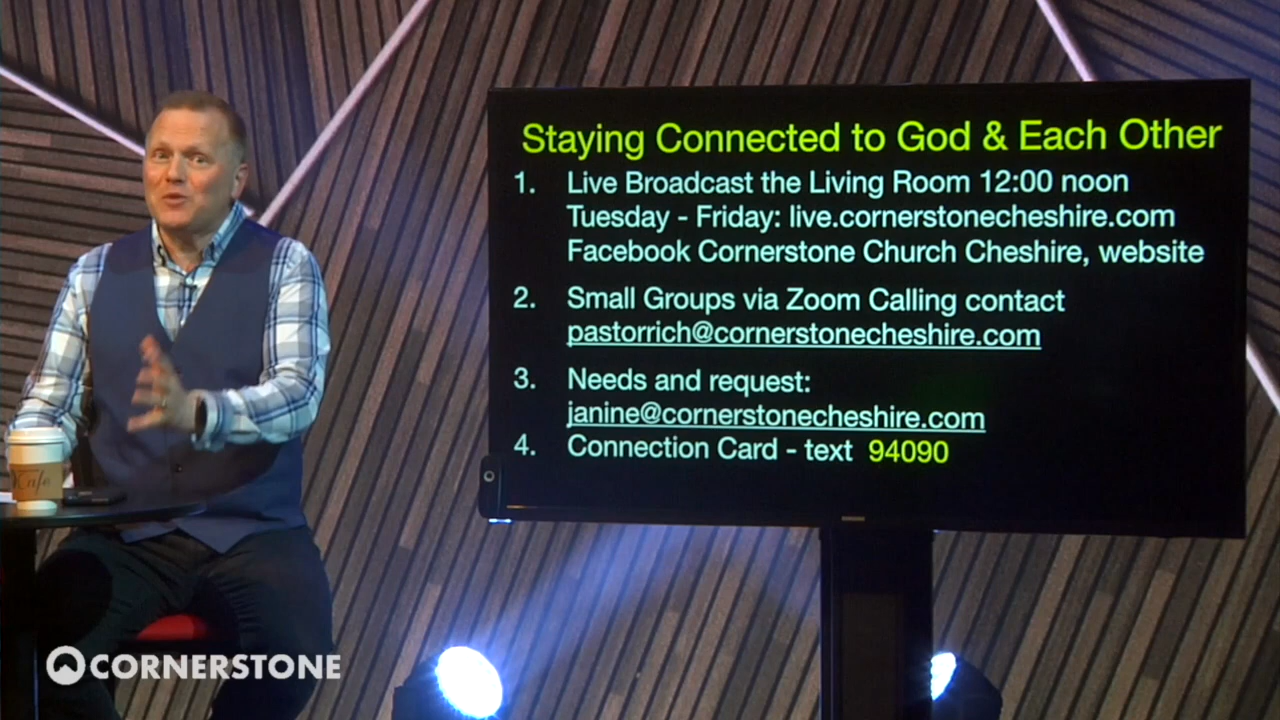 Staying Connected to God & Each Other
1. Live Broadcast the Living Room 12:00 noon
Tuesday - Friday: live.cornerstonecheshire.com
Facebook Cornerstone Church Cheshire, website
2. Small Groups via Zoom Calling contact
pastorrich@cornerstonecheshire.com
3. Needs and request:
janine@cornerstonecheshire.com
4. Connection Card - text 94090
CORNERSTONE